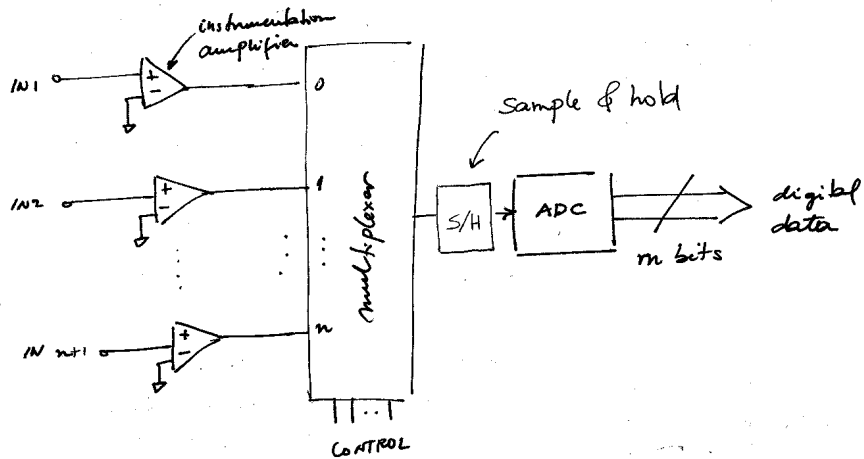 instrumentation
amplifier
IN1
+
-
0
sample & hold
IN2
+
-
1
multiplexer
S/H
ADC
digital
data
m bits
IN n+1
+
-
n
CONTROL